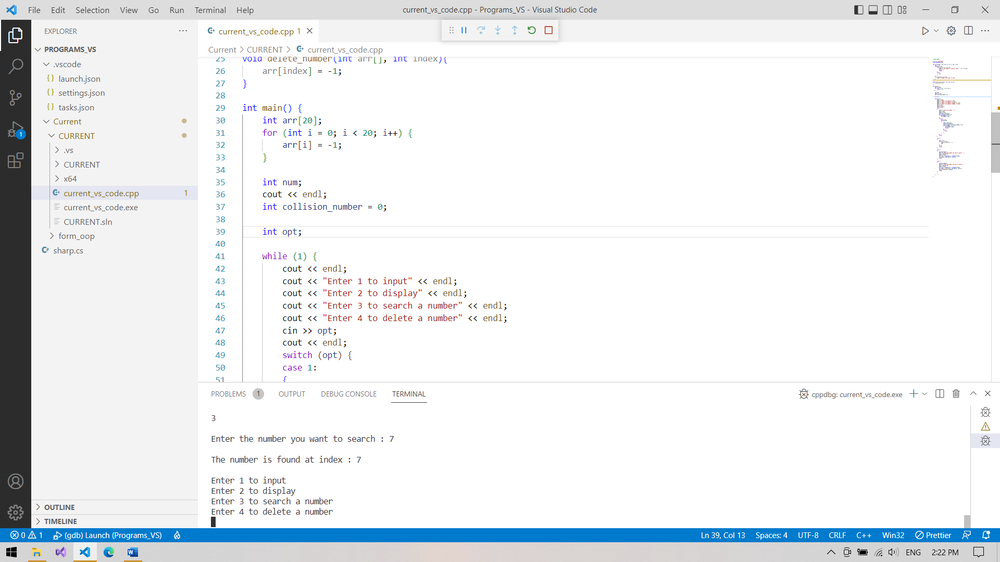 File Edit Selection View Go Run Terminal Help
current_vs_code.cpp - Programs_VS - Visual Studio Code
EXPLORER
PROGRAMS_VS
.vscode
launch.json
settings.json
tasks.json
Current
CURRENT
.vs
CURRENT
x64
current_vs_code.cpp 1
current_vs_code.exe
CURRENT.sln
form_oop
sharp.cs
OUTLINE
TIMELINE
1
current_vs_code.cpp 1
Current > CURRENT > current_vs_code.cpp
25 void delete_number(int arr[], int index){
26 arr[index] = -1;
27 }
28
29 int main() {
30 int arr[20];
31 for (int i = 0; i < 20; i++) {
32 arr[i] = -1;
33 }
34
35 int num;
36 cout << endl;
37 int collision_number = 0;
38
39 int opt;
40
41 while (1) {
42 cout << endl;
43 cout << "Enter 1 to input" << endl;
44 cout << "Enter 2 to display" << endl;
45 cout << "Enter 3 to search a number" << endl;
46 cout << "Enter 4 to delete a number" << endl;
47 cin >> opt;
48 cout << endl;
49 switch (opt) {
50 case 1:
51 {
PROBLEMS 1 OUTPUT DEBUG CONSOLE TERMINAL
cppdbg: current_vs_code.exe
3
Enter the number you want to search : 7
The number is found at index : 7
Enter 1 to input
Enter 2 to display
Enter 3 to search a number
Enter 4 to delete a number
0 1 (gdb) Launch (Programs_VS)
Ln 39, Col 13 Spaces: 4 UTF-8 CRLF C++ Win32 Prettier
ENG 2:22 PM